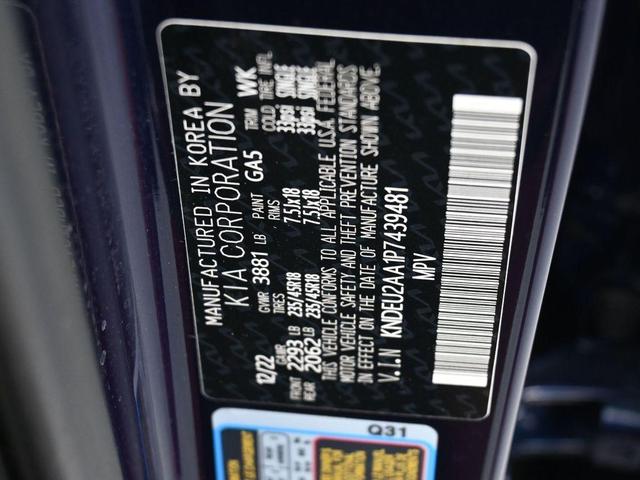 MANUFACTURED IN KOREA BY
KIA CORPORATION
12/22 GVWR 3881 LB PAINT GA5 TRIM WK
GAWR TIRES RIMS COLD TIRE INFL.
FRONT 2293 LB 235/45R18 7.5Jx18 33psi SINGLE
REAR 2062 LB 235/45R18 7.5Jx18 33psi SINGLE
THIS VEHICLE CONFORMS TO ALL APPLICABLE U.S.A. FEDERAL
MOTOR VEHICLE SAFETY AND THEFT PREVENTION STANDARDS
IN EFFECT ON THE DATE OF MANUFACTURE SHOWN ABOVE.
V.I.N KNDEU2AA1P7439481
MPV
Q31